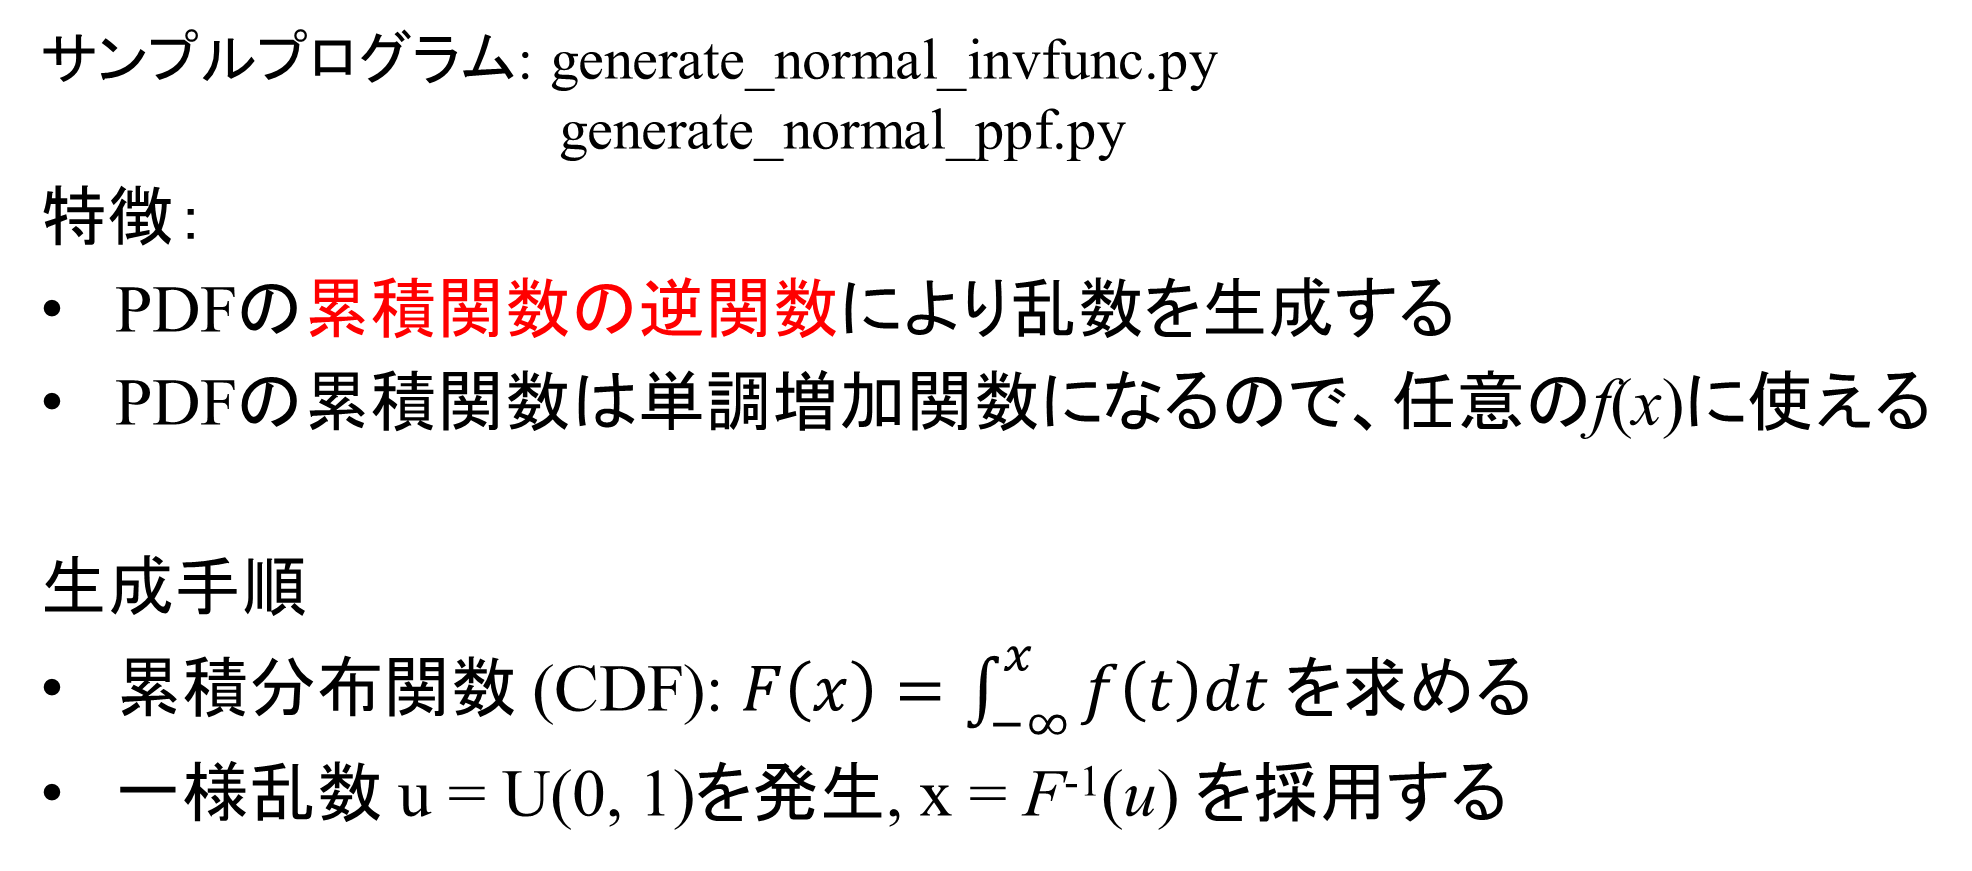 サンプルプログラム: generate_normal_invfunc.py
generate_normal_ppf.py
特徴:
• PDFの累積関数の逆関数により乱数を生成する
• PDFの累積関数は単調増加関数になるので、任意のf(x)に使える
生成手順
• 累積分布関数 (CDF): F(x) = ∫_{−∞}^{x} f(t)dt を求める
• 一様乱数 u = U(0, 1)を発生, x = F⁻¹(u) を採用する